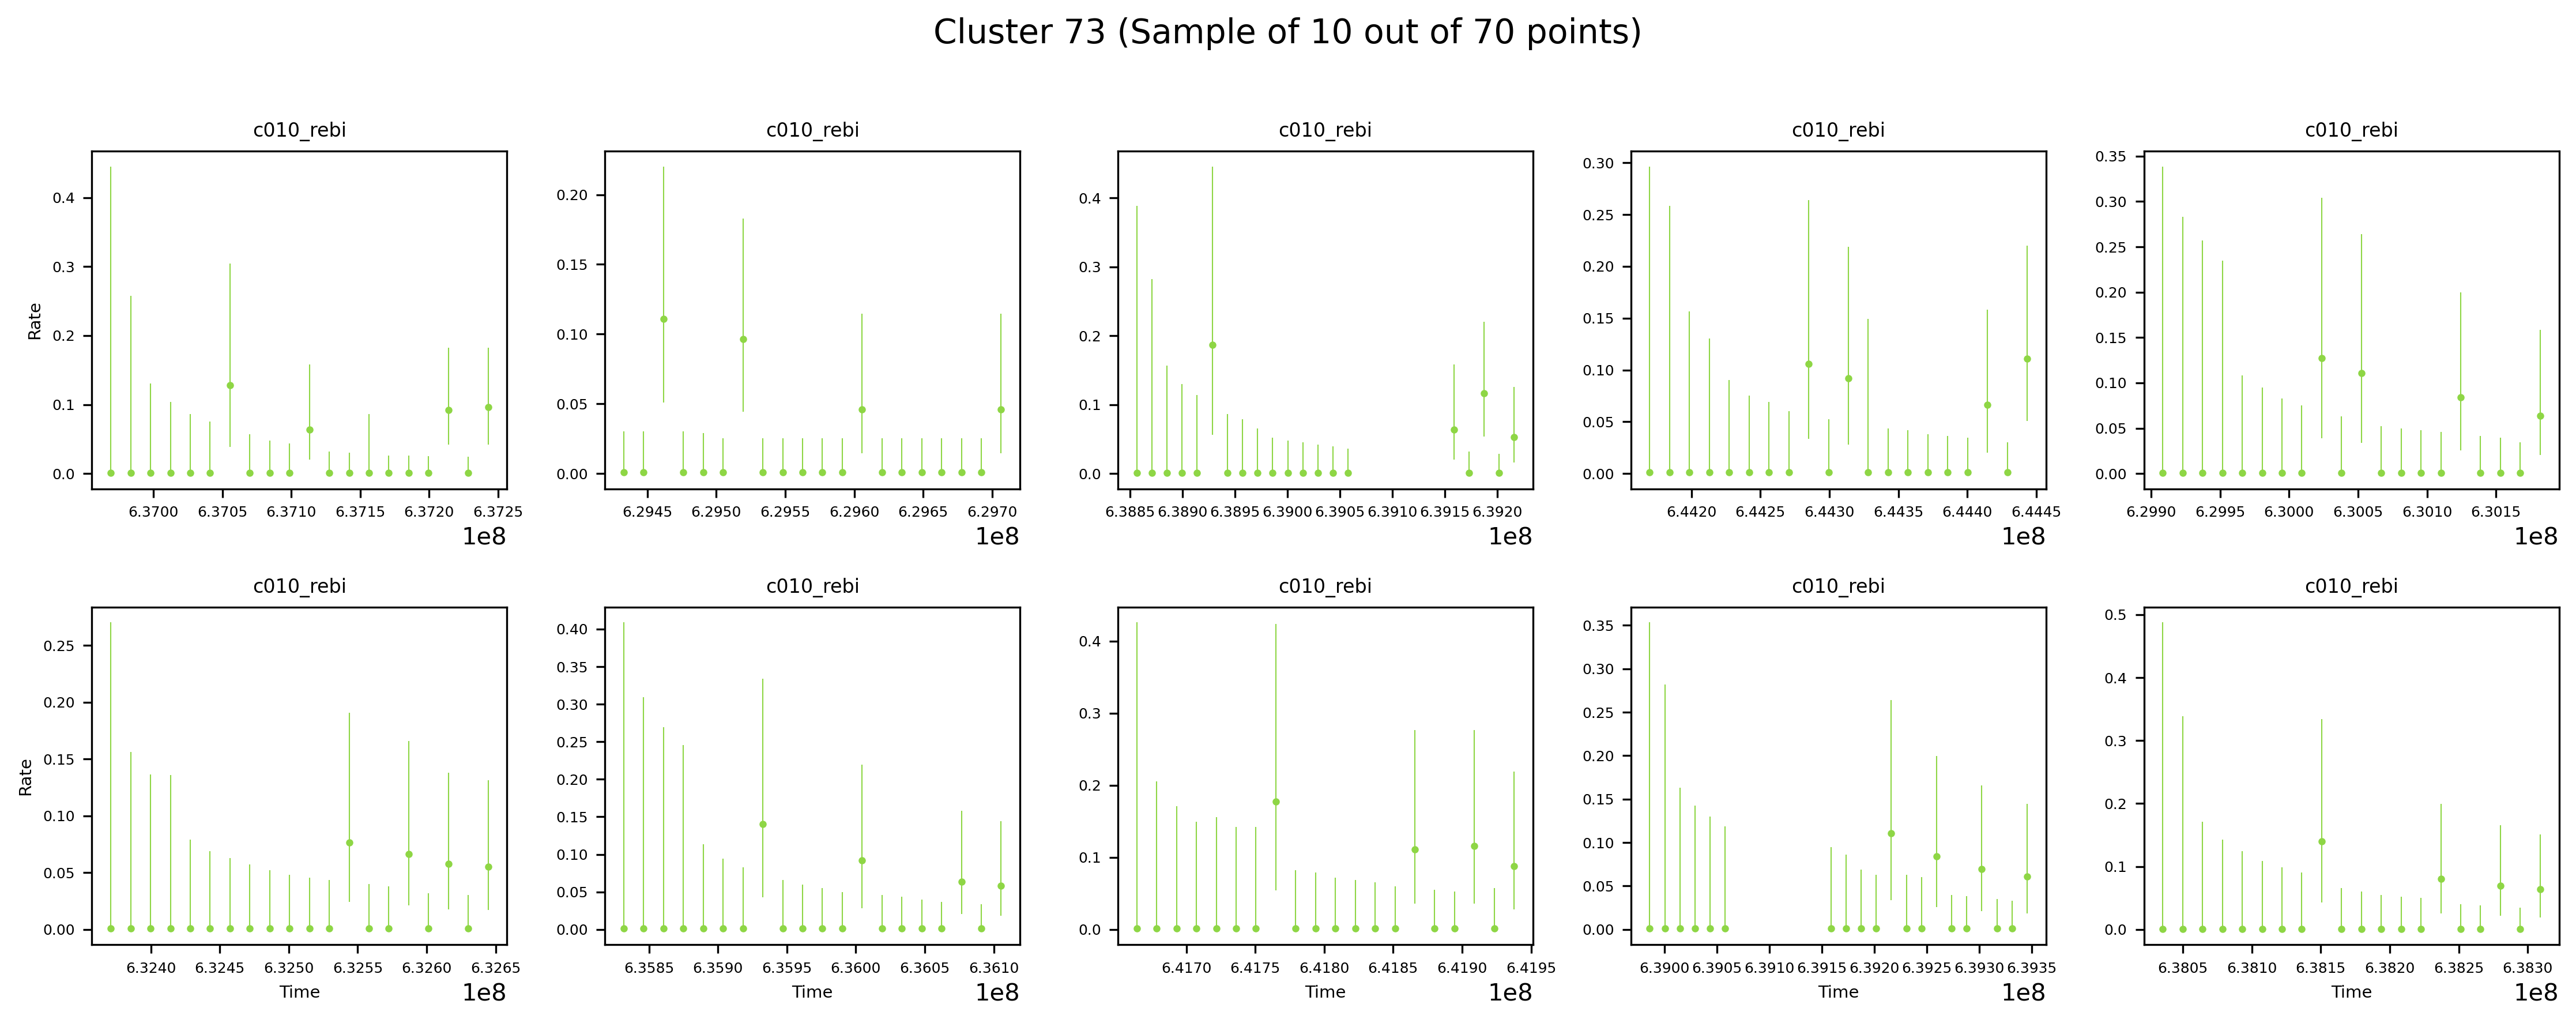 Cluster 73 (Sample of 10 out of 70 points)
c010_rebi c010_rebi c010_rebi c010_rebi c010_rebi
Rate
0.4 0.3 0.2 0.1 0.0
6.3700 6.3705 6.3710 6.3715 6.3720 6.3725
1e8
0.20 0.15 0.10 0.05 0.00
6.2945 6.2950 6.2955 6.2960 6.2965 6.2970
1e8
0.4 0.3 0.2 0.1 0.0
6.3885 6.3890 6.3895 6.3900 6.3905 6.3910 6.3915 6.3920
1e8
0.30 0.25 0.20 0.15 0.10 0.05 0.00
6.4420 6.4425 6.4430 6.4435 6.4440 6.4445
1e8
0.35 0.30 0.25 0.20 0.15 0.10 0.05 0.00
6.2990 6.2995 6.3000 6.3005 6.3010 6.3015
1e8
c010_rebi c010_rebi c010_rebi c010_rebi c010_rebi
Rate
0.25 0.20 0.15 0.10 0.05 0.00
6.3240 6.3245 6.3250 6.3255 6.3260 6.3265
Time 1e8
0.40 0.35 0.30 0.25 0.20 0.15 0.10 0.05 0.00
6.3585 6.3590 6.3595 6.3600 6.3605 6.3610
Time 1e8
0.4 0.3 0.2 0.1 0.0
6.4170 6.4175 6.4180 6.4185 6.4190 6.4195
Time 1e8
0.35 0.30 0.25 0.20 0.15 0.10 0.05 0.00
6.3900 6.3905 6.3910 6.3915 6.3920 6.3925 6.3930 6.3935
Time 1e8
0.5 0.4 0.3 0.2 0.1 0.0
6.3805 6.3810 6.3815 6.3820 6.3825 6.3830
Time 1e8